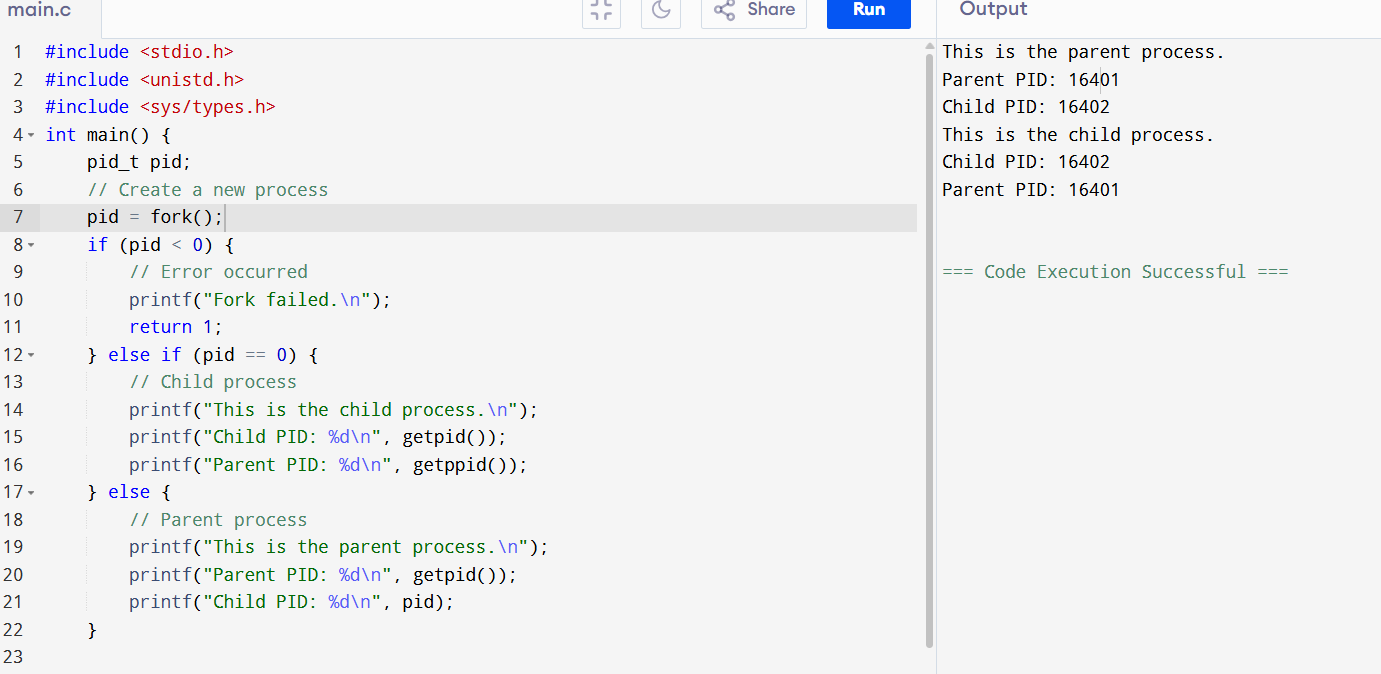 main.c
Share
Run
Output
1 #include <stdio.h>
2 #include <unistd.h>
3 #include <sys/types.h>
4 int main() {
5     pid_t pid;
6     // Create a new process
7     pid = fork();
8     if (pid < 0) {
9         // Error occurred
10         printf("Fork failed.\n");
11         return 1;
12     } else if (pid == 0) {
13         // Child process
14         printf("This is the child process.\n");
15         printf("Child PID: %d\n", getpid());
16         printf("Parent PID: %d\n", getppid());
17     } else {
18         // Parent process
19         printf("This is the parent process.\n");
20         printf("Parent PID: %d\n", getpid());
21         printf("Child PID: %d\n", pid);
22     }
23
This is the parent process.
Parent PID: 16401
Child PID: 16402
This is the child process.
Child PID: 16402
Parent PID: 16401
=== Code Execution Successful ===